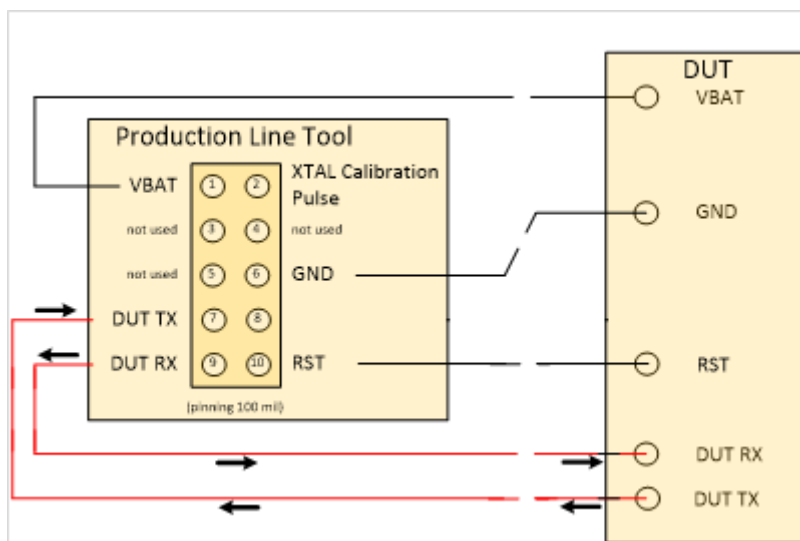 DUT
VBAT
Production Line Tool
VBAT 1 2 XTAL Calibration
Pulse
not used 3 4 not used
GND
not used 5 6 GND
DUT TX 7 8
DUT RX 9 10 RST
RST
(pinning 100 mil)
DUT RX
DUT TX